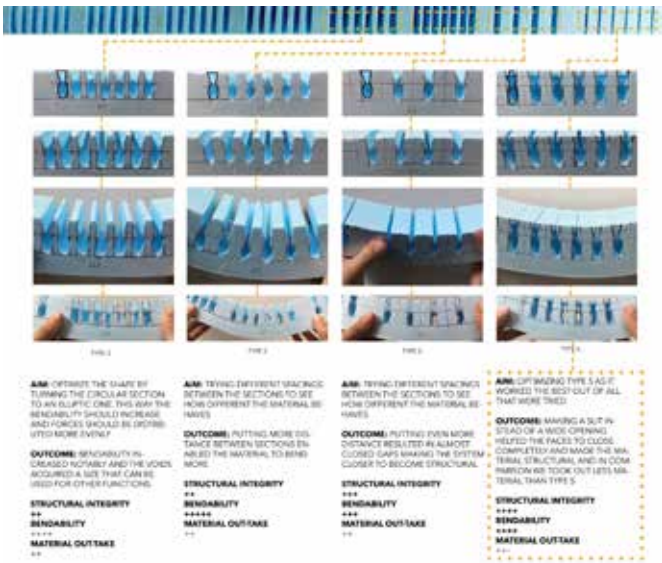 AIM: OPTIMIZE THE SHAPE BY
TURNING THE CIRCULAR SECTION
TO AN ELLIPTIC ONE. THIS WAY THE
BENDABILITY SHOULD INCREASE
AND FORCES SHOULD BE DISTRIB
UTED MORE EVENLY
OUTCOME: BENDABILITY IN-
CREASED NOTABLY AND THE VOIDS
ACQUIRED A SIZE THAT CAN BE
USED FOR OTHER FUNCTIONS.
STRUCTURAL INTEGRITY
++
BENDABILITY
++++
MATERIAL OUT-TAKE
++
TYPE 3
AIM: TRYING DIFFERENT SPACINGS
BETWEEN THE SECTIONS TO SEE
HOW DIFFERENT THE MATERIAL BE-
HAVES
OUTCOME: PUTTING MORE DIS-
TANCE BETWEEN SECTIONS EN-
ABLED THE MATERIAL TO BEND
MORE.
STRUCTURAL INTEGRITY
++
BENDABILITY
+++++
MATERIAL OUT-TAKE
++
AIM: TRYING DIFFERENT SPACINGS
BETWEEN THE SECTIONS TO SEE
HOW DIFFERENT THE MATERIAL BE-
HAVES
OUTCOME: PUTTING EVEN MORE
DISTANCE RESULTED IN ALMOST
CLOSED GAPS MAKING THE SYSTEM
CLOSER TO BECOME STRUCTURAL
STRUCTURAL INTEGRITY
+++
BENDABILITY
+++
MATERIAL OUT-TAKE
++
AIM: OPTIMIZING TYPE 5 AS IT
WORKED THE BEST OUT OF ALL
THAT WERE TRIED
OUTCOME: MAKING A SLIT IN-
STEAD OF A WIDE OPENING
HELPED THE FACES TO CLOSE
COMPLETELY AND MADE THE MA-
TERIAL STRUCTURAL AND IN COM
PARISON WE TOOK OUT LESS MA-
TERIAL THAN TYPE 5
STRUCTURAL INTEGRITY
++++
BENDABILITY
++++
MATERIAL OUT-TAKE